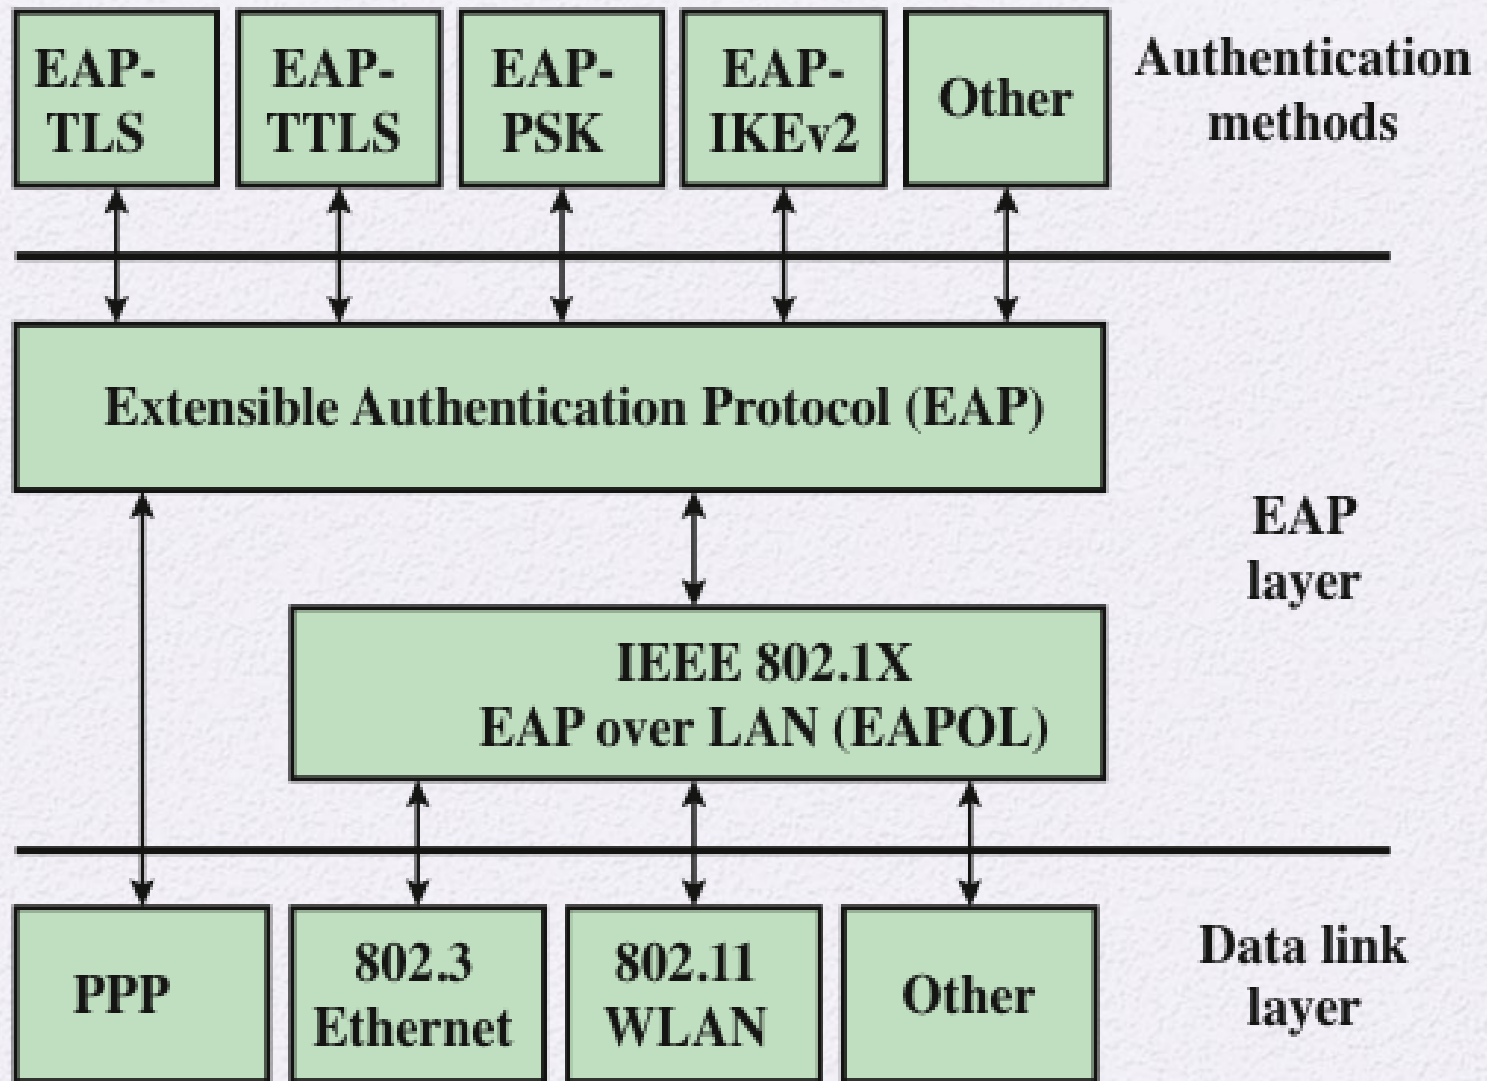 EAP-
TLS
EAP-
TTLS
EAP-
PSK
EAP-
IKEv2
Other
Authentication
methods
Extensible Authentication Protocol (EAP)
EAP
layer
IEEE 802.1X
EAP over LAN (EAPOL)
PPP
802.3
Ethernet
802.11
WLAN
Other
Data link
layer